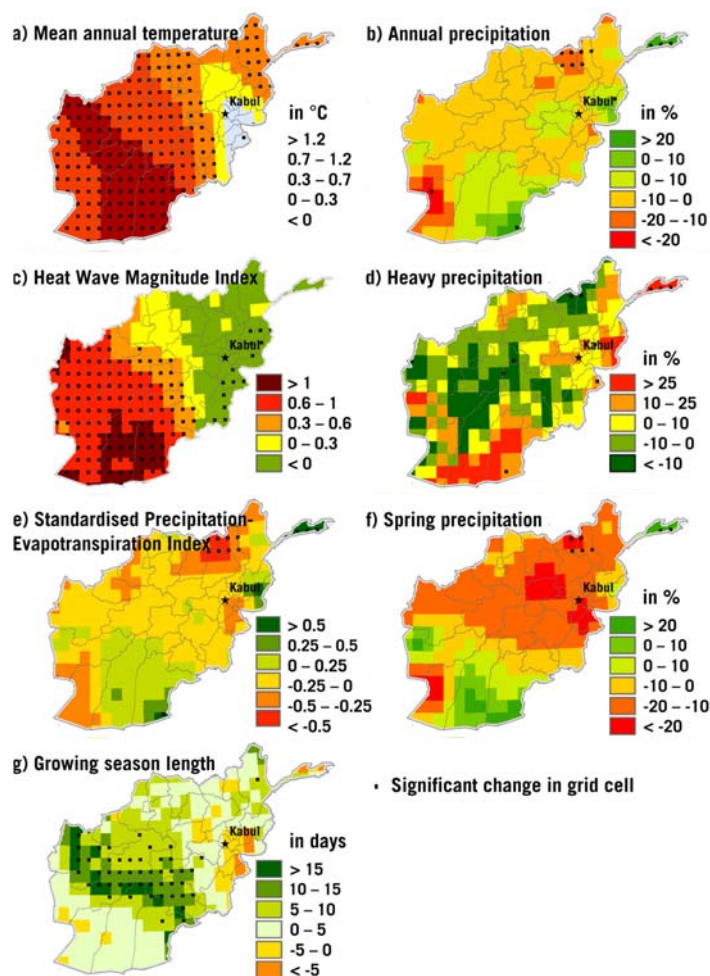 a) Mean annual temperature
Kabul
in °C
> 1.2
0.7 – 1.2
0.3 – 0.7
0 – 0.3
< 0
b) Annual precipitation
Kabul
in %
> 20
0 – 10
0 – 10
-10 – 0
-20 – -10
< -20
c) Heat Wave Magnitude Index
Kabul
> 1
0.6 – 1
0.3 – 0.6
0 – 0.3
< 0
d) Heavy precipitation
Kabul
in %
> 25
10 – 25
0 – 10
-10 – 0
< -10
e) Standardised Precipitation-
Evapotranspiration Index
Kabul
> 0.5
0.25 – 0.5
0 – 0.25
-0.25 – 0
-0.5 – -0.25
< -0.5
f) Spring precipitation
Kabul
in %
> 20
0 – 10
0 – 10
-10 – 0
-20 – -10
< -20
g) Growing season length
Kabul
in days
> 15
10 – 15
5 – 10
0 – 5
-5 – 0
< -5
Significant change in grid cell